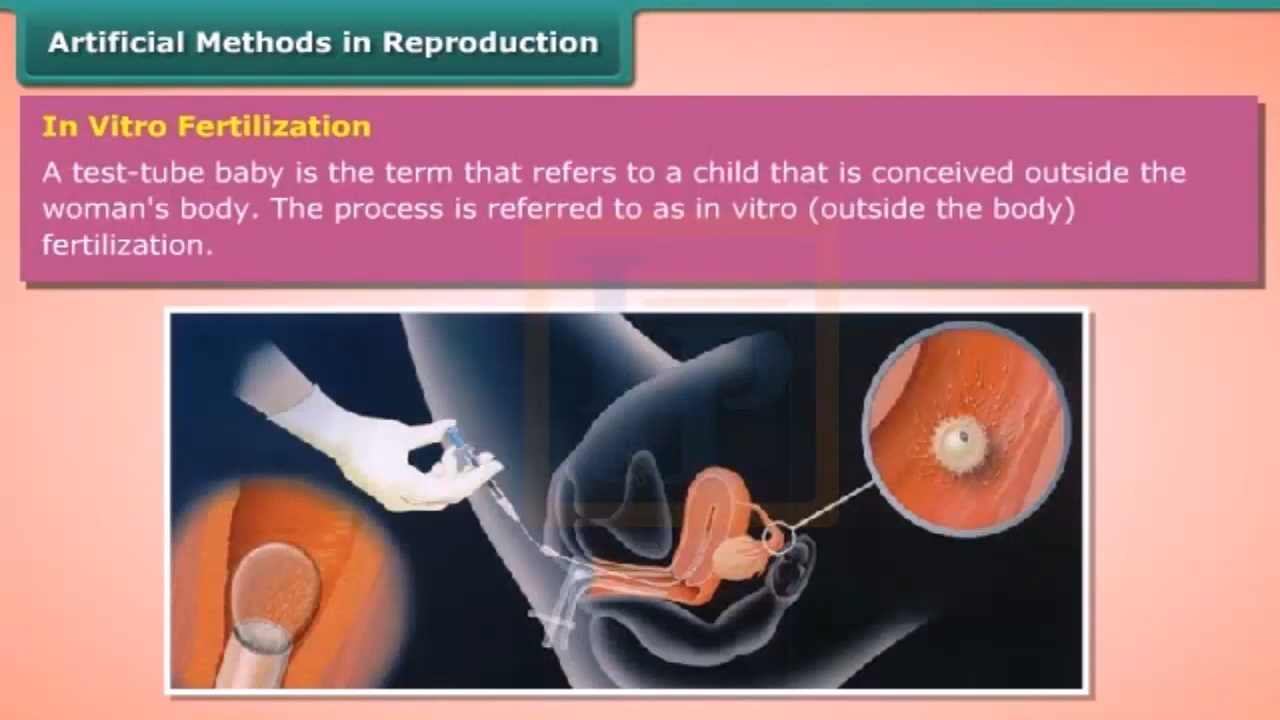 Artificial Methods in Reproduction
In Vitro Fertilization
A test-tube baby is the term that refers to a child that is conceived outside the
woman's body. The process is referred to as in vitro (outside the body)
fertilization.